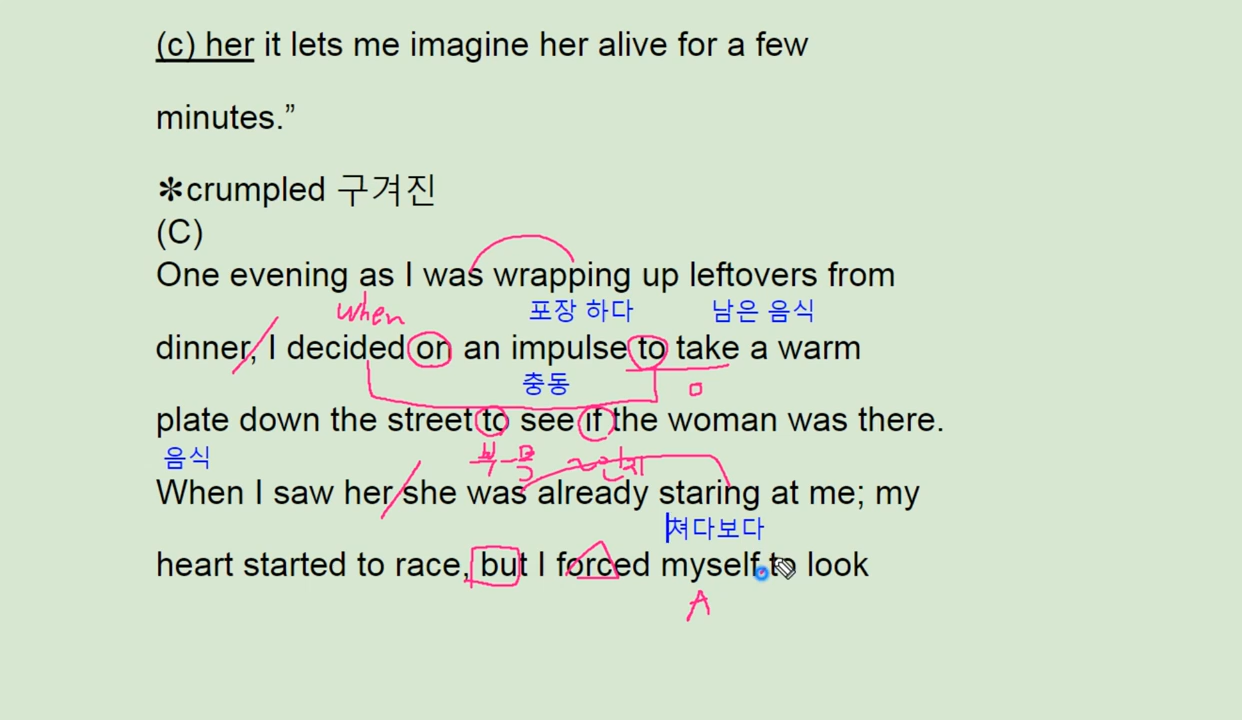 (c) her it lets me imagine her alive for a few
minutes.”
✻crumpled 구겨진
(C)
One evening as I was wrapping up leftovers from
when 포장 하다 남은 음식
dinner, I decided on an impulse to take a warm
충동
plate down the street to see if the woman was there.
음식 부-목 ~인지
When I saw her she was already staring at me; my
쳐다보다
heart started to race, but I forced myself to look
A